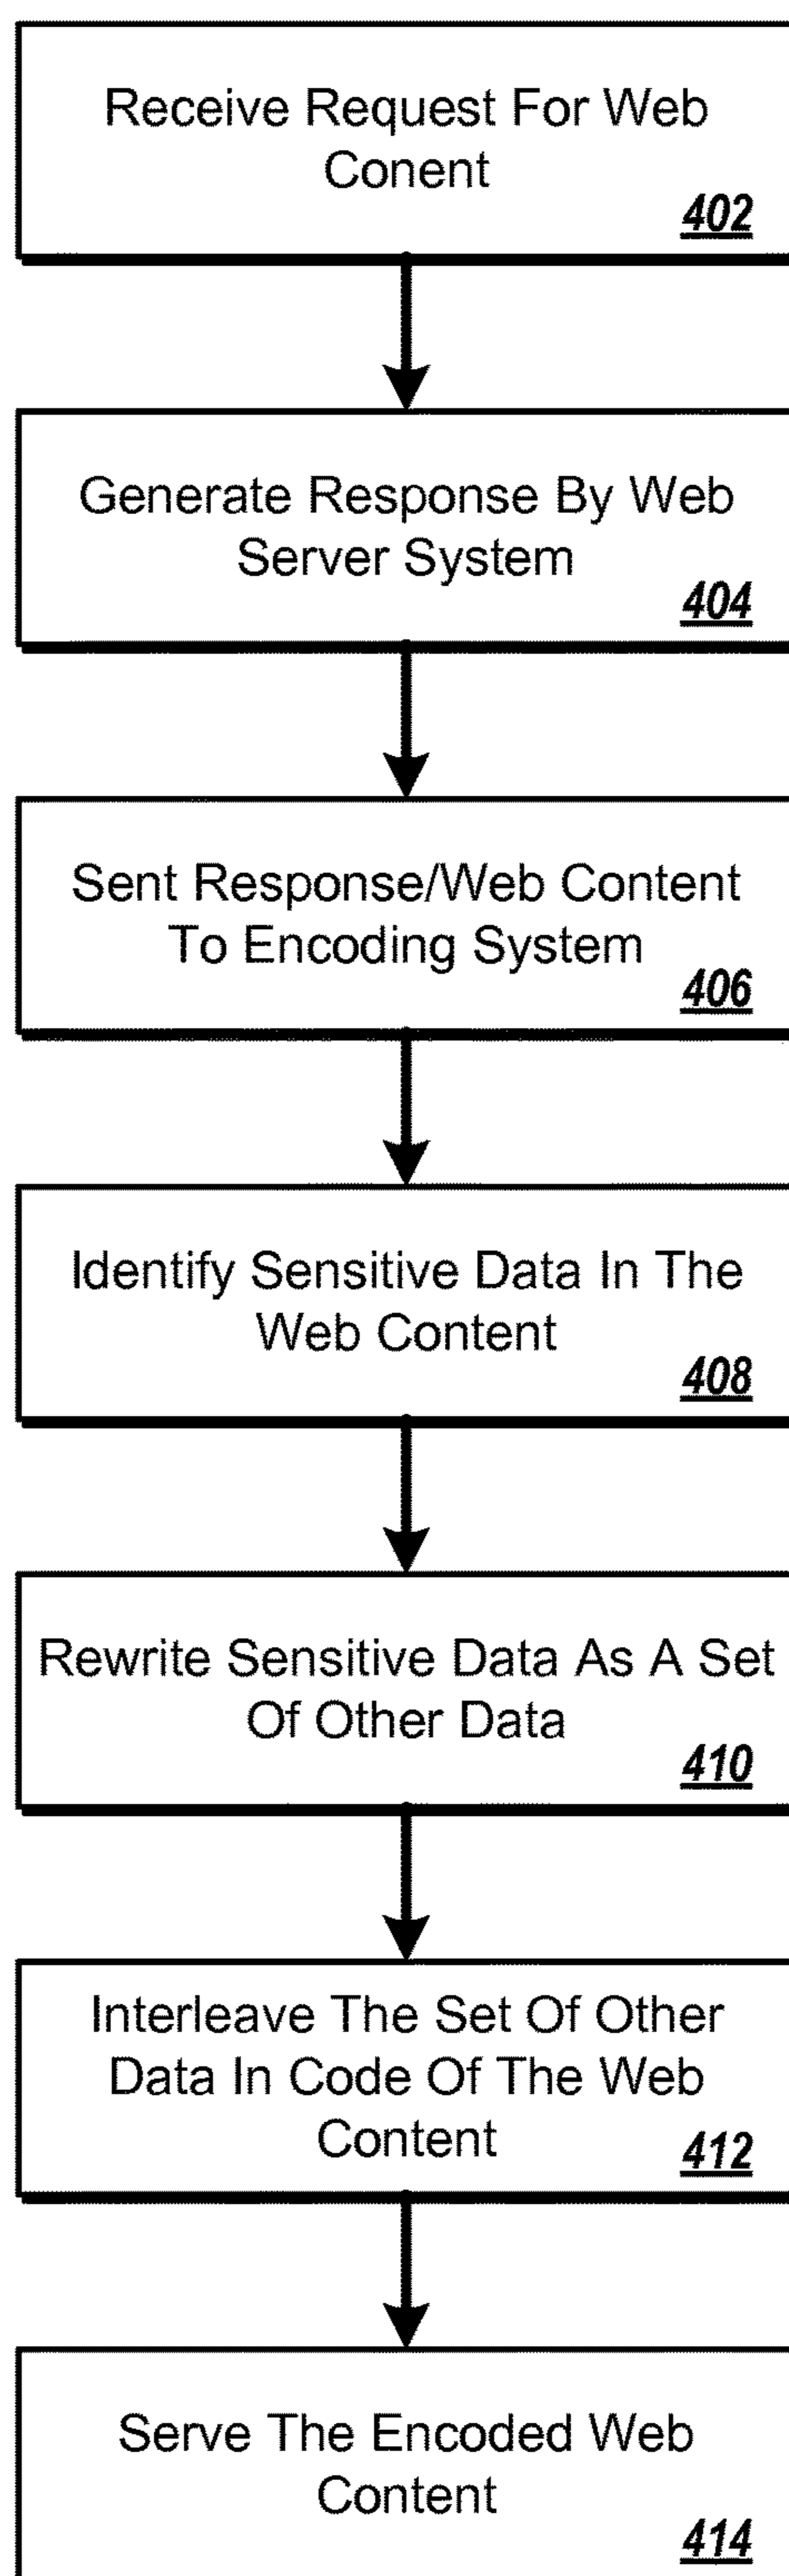 Receive Request For Web
Conent
402
Generate Response By Web
Server System
404
Sent Response/Web Content
To Encoding System
406
Identify Sensitive Data In The
Web Content
408
Rewrite Sensitive Data As A Set
Of Other Data
410
Interleave The Set Of Other
Data In Code Of The Web
Content
412
Serve The Encoded Web
Content
414